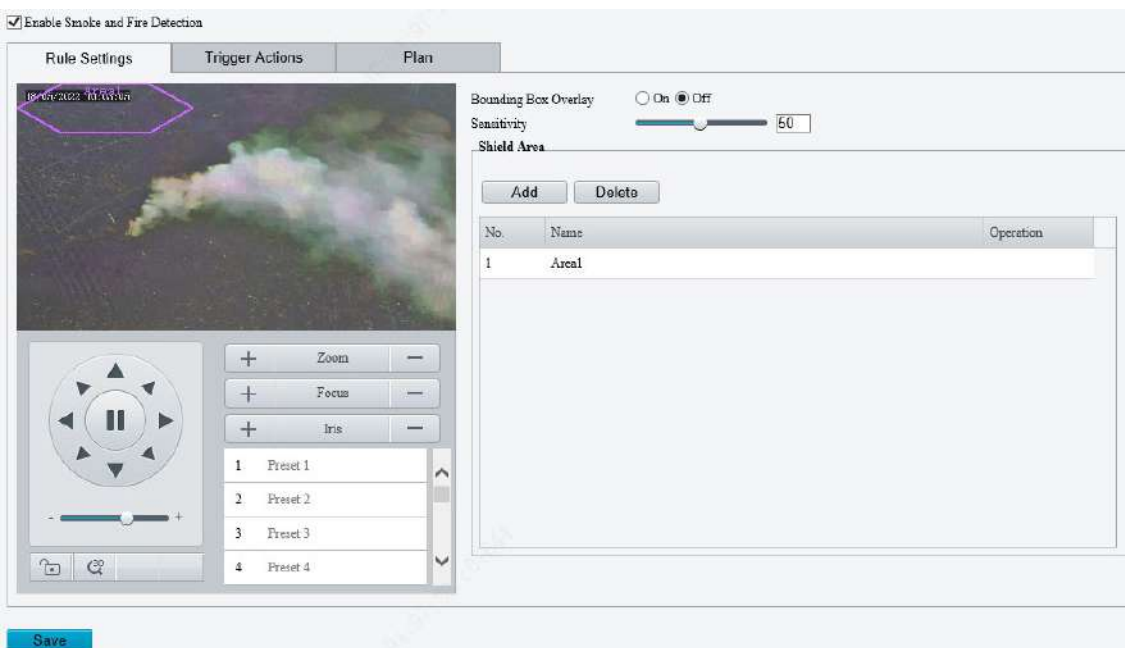 Enable Smoke and Fire Detection
Rule Settings Trigger Actions Plan
Area1
Bounding Box Overlay On Off
Sensitivity 60
Shield Area
Add Delete
No. Name Operation
1 Area1
+ Zoom −
+ Focus −
+ Iris −
1 Preset 1
2 Preset 2
3 Preset 3
4 Preset 4
- +
3D
Save